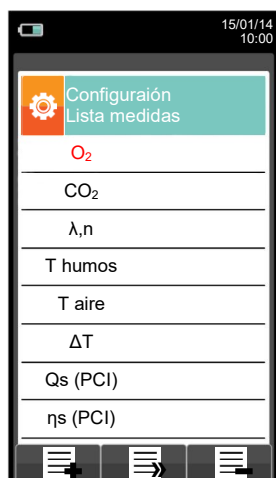 15/01/14
10:00
Configuraión
Lista medidas
O₂
CO₂
λ,n
T humos
T aire
ΔT
Qs (PCI)
ηs (PCI)